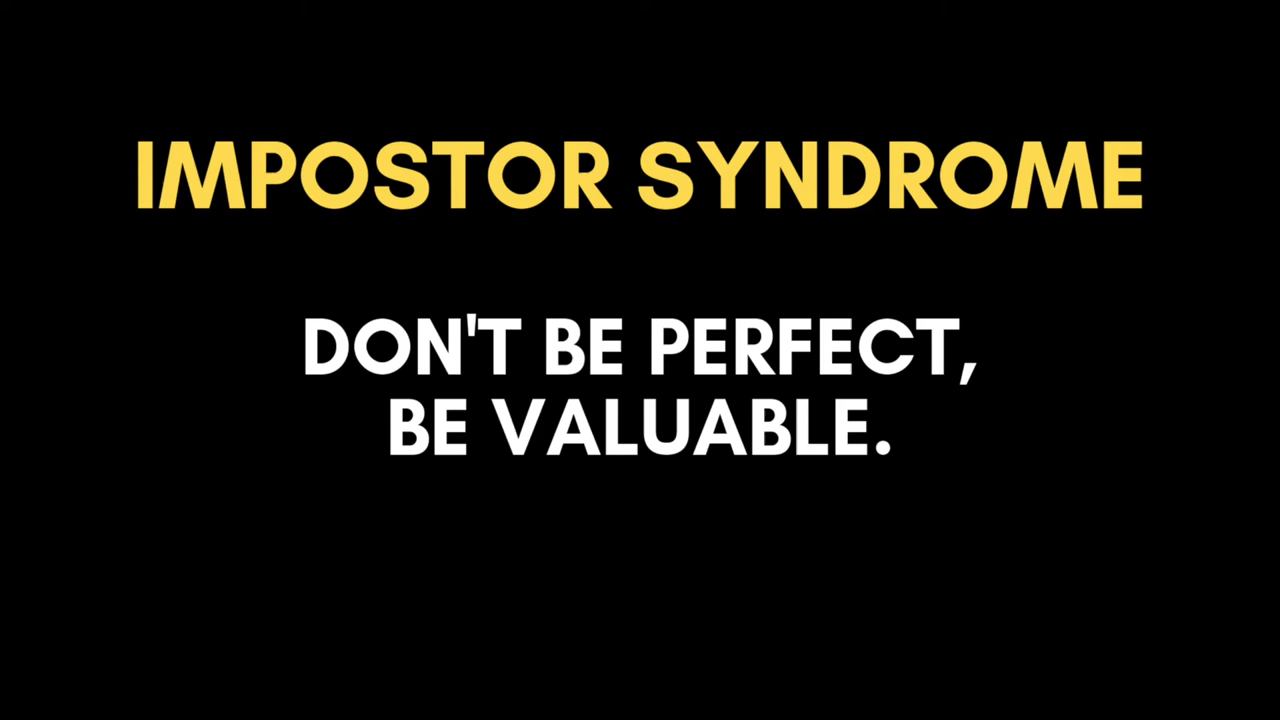 IMPOSTOR SYNDROME
DON'T BE PERFECT,
BE VALUABLE.